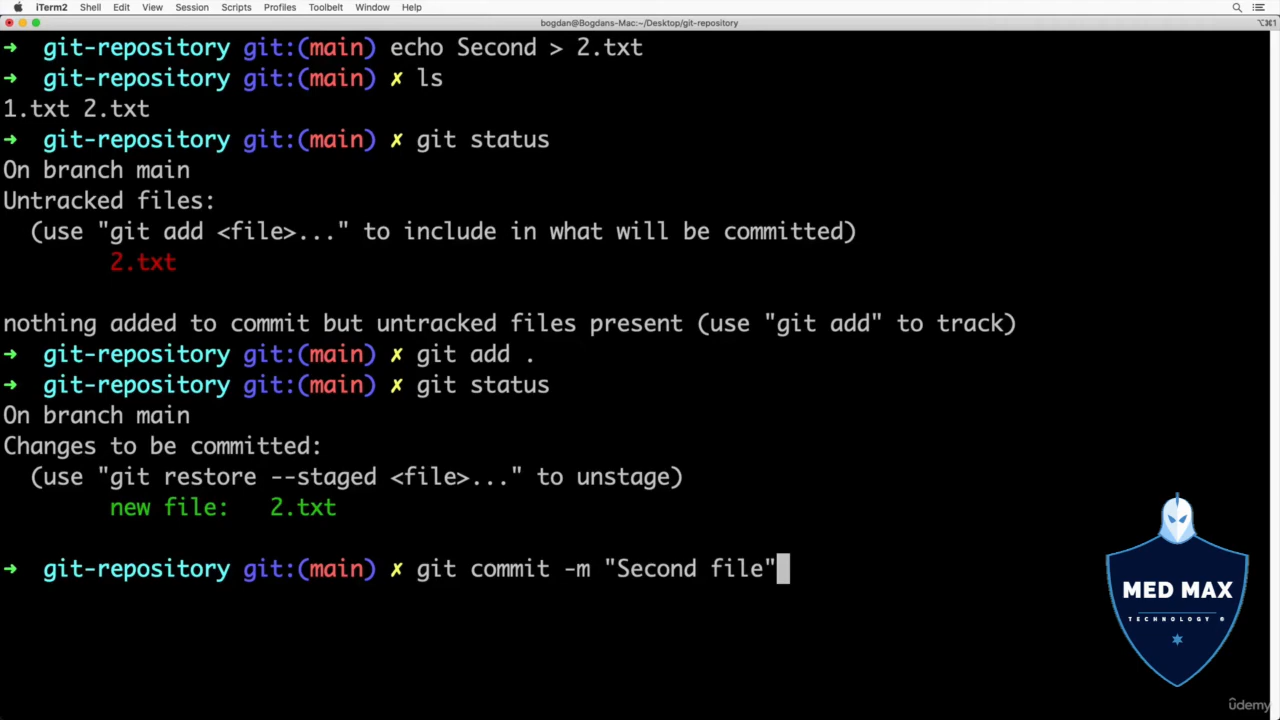 iTerm2 Shell Edit View Session Scripts Profiles Toolbelt Window Help
bogdan@Bogdans-Mac:~/Desktop/git-repository
⌥⌘1
➜ git-repository git:(main) echo Second > 2.txt
➜ git-repository git:(main) ✗ ls
1.txt 2.txt
➜ git-repository git:(main) ✗ git status
On branch main
Untracked files:
(use "git add <file>..." to include in what will be committed)
2.txt
nothing added to commit but untracked files present (use "git add" to track)
➜ git-repository git:(main) ✗ git add .
➜ git-repository git:(main) ✗ git status
On branch main
Changes to be committed:
(use "git restore --staged <file>..." to unstage)
new file: 2.txt
➜ git-repository git:(main) ✗ git commit -m "Second file"
MED MAX
TECHNOLOGY ©
ûdemy